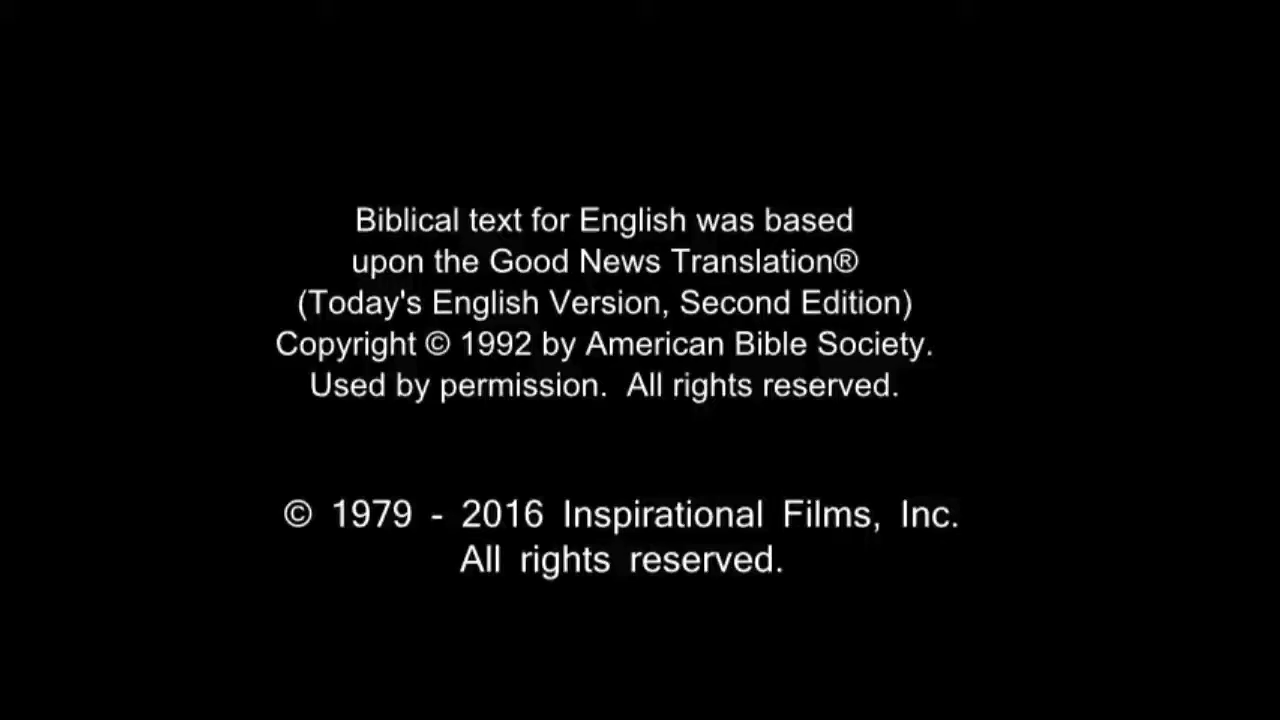 Biblical text for English was based
upon the Good News Translation®
(Today's English Version, Second Edition)
Copyright © 1992 by American Bible Society.
Used by permission.  All rights reserved.
© 1979 - 2016 Inspirational Films, Inc.
All rights reserved.